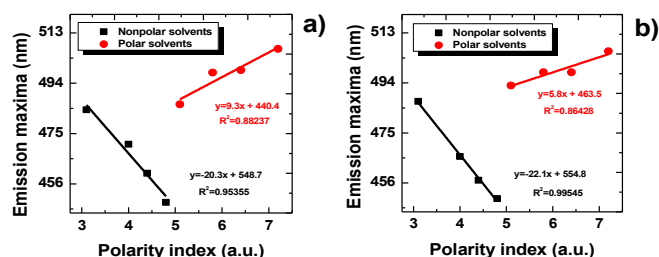 a)
Nonpolar solvents
Polar solvents
513
494
475
456
Emission maxima (nm)
y=9.3x + 440.4
R²=0.88237
y=-20.3x + 548.7
R²=0.95355
3 4 5 6 7
Polarity index (a.u.)
b)
Nonpolar solvents
Polar solvents
513
494
475
456
Emission maxima (nm)
y=5.8x + 463.5
R²=0.86428
y=-22.1x + 554.8
R²=0.99545
3 4 5 6 7
Polarity index (a.u.)